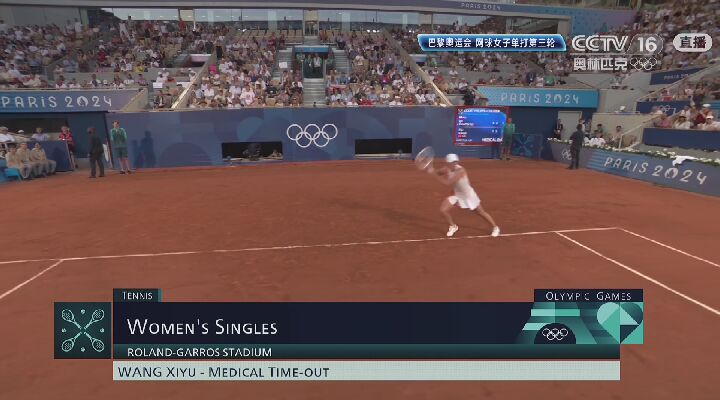 巴黎奥运会 网球女子单打第三轮
CCTV 16
奥林匹克
直播
PARIS 2024
PARIS 2024
PARIS 2024
PARIS 2024
TENNIS
OLYMPIC GAMES
WOMEN'S SINGLES
ROLAND-GARROS STADIUM
WANG XIYU - MEDICAL TIME-OUT